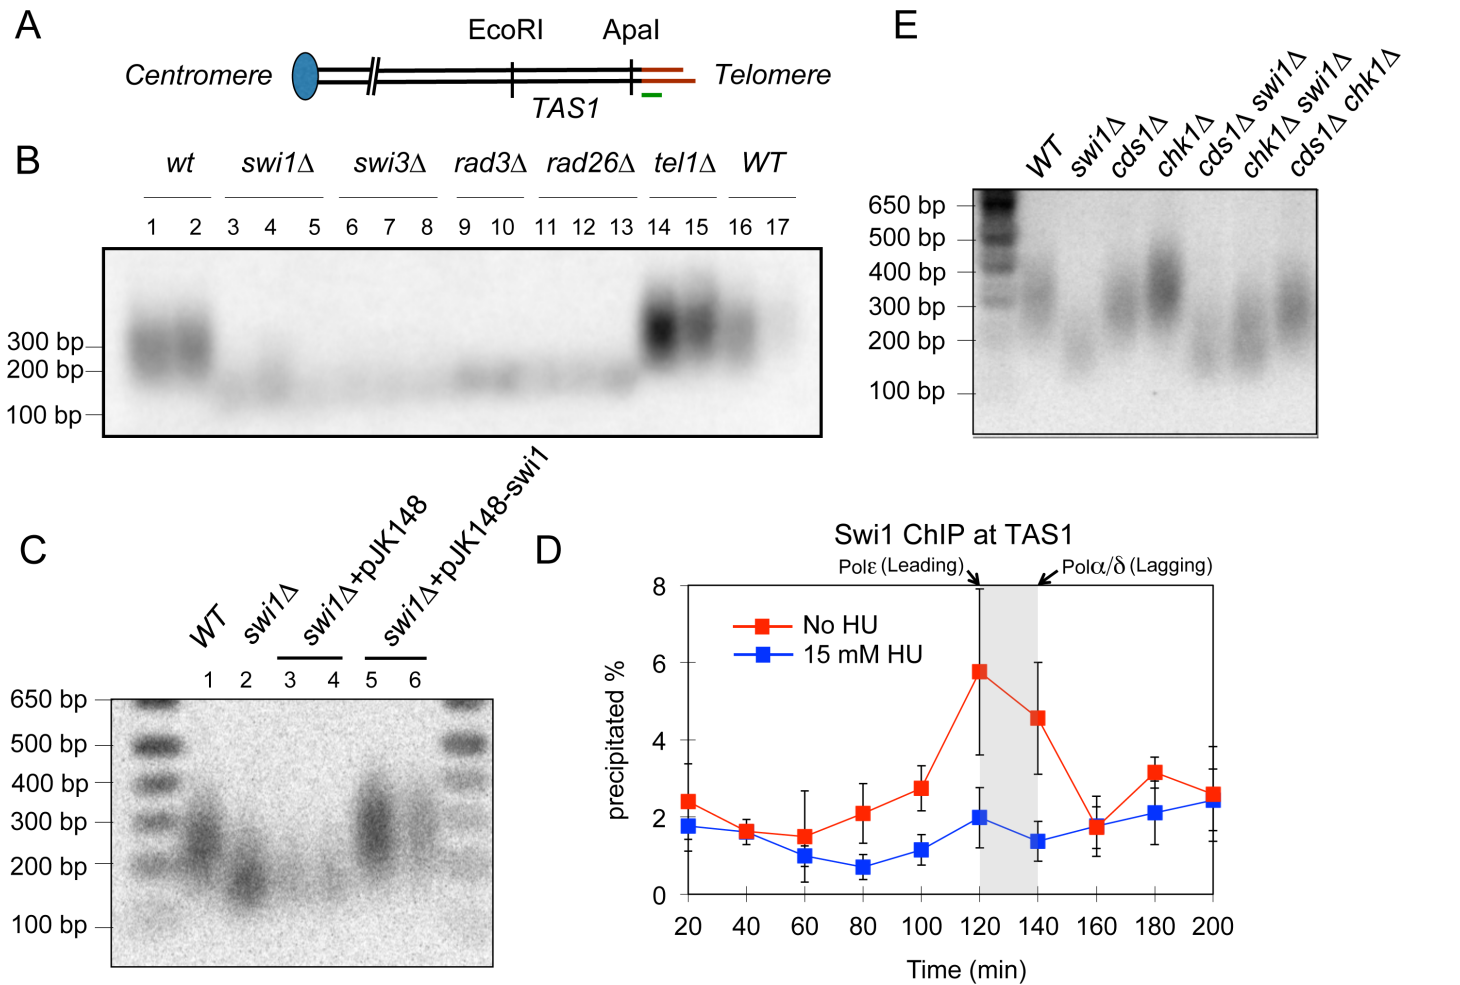 A
EcoRI ApaI
Centromere Telomere
TAS1
B
wt swi1Δ swi3Δ rad3Δ rad26Δ tel1Δ WT
1 2 3 4 5 6 7 8 9 10 11 12 13 14 15 16 17
300 bp
200 bp
100 bp
C
WT
swi1Δ
swi1Δ+pJK148
swi1Δ+pJK148-swi1
1 2 3 4 5 6
650 bp
500 bp
400 bp
300 bp
200 bp
100 bp
D
Swi1 ChIP at TAS1
Polε (Leading) Polα/δ (Lagging)
No HU
15 mM HU
precipitated %
8
6
4
2
0
20 40 60 80 100 120 140 160 180 200
Time (min)
E
WT
swi1Δ
cds1Δ
chk1Δ
cds1Δ swi1Δ
chk1Δ swi1Δ
cds1Δ chk1Δ
650 bp
500 bp
400 bp
300 bp
200 bp
100 bp